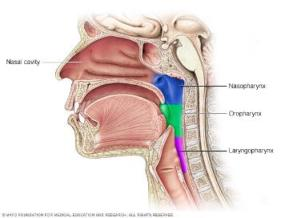 Nasal cavity
Nasopharynx
Oropharynx
Laryngopharynx
© MAYO FOUNDATION FOR MEDICAL EDUCATION AND RESEARCH. ALL RIGHTS RESERVED.